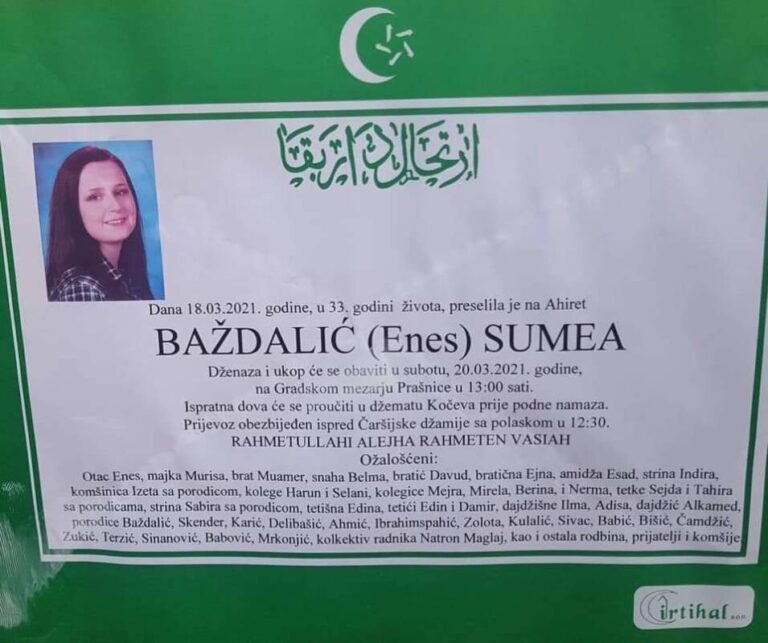 ارتحال دار بقا
Dana 18.03.2021. godine, u 33. godini života, preselila je na Ahiret
BAŽDALIĆ (Enes) SUMEA
Dženaza i ukop će se obaviti u subotu, 20.03.2021. godine,
na Gradskom mezarju Prašnice u 13:00 sati.
Ispratna dova će se proučiti u džematu Kočeva prije podne namaza.
Prijevoz obezbijeđen ispred Čaršijske džamije sa polaskom u 12:30.
RAHMETULLAHI ALEJHA RAHMETEN VASIAH
Ožalošćeni:
Otac Enes, majka Murisa, brat Muamer, snaha Belma, bratić Davud, bratična Ejna, amidža Esad, strina Indira,
komšinica Izeta sa porodicom, kolege Harun i Selani, kolegice Mejra, Mirela, Berina, i Nerma, tetke Sejda i Tahira
sa porodicama, strina Sabira sa porodicom, tetišna Edina, tetići Edin i Damir, dajdžišne Ilma, Adisa, dajdžić Alkamed,
porodice Baždalić, Skender, Karić, Delibašić, Ahmić, Ibrahimspahić, Zolota, Kulalić, Sivac, Babić, Bišić, Čamdžić,
Zukić, Terzić, Sinanović, Babović, Mrkonjić, kolkektiv radnika Natron Maglaj, kao i ostala rodbina, prijatelji i komšije
irtihal